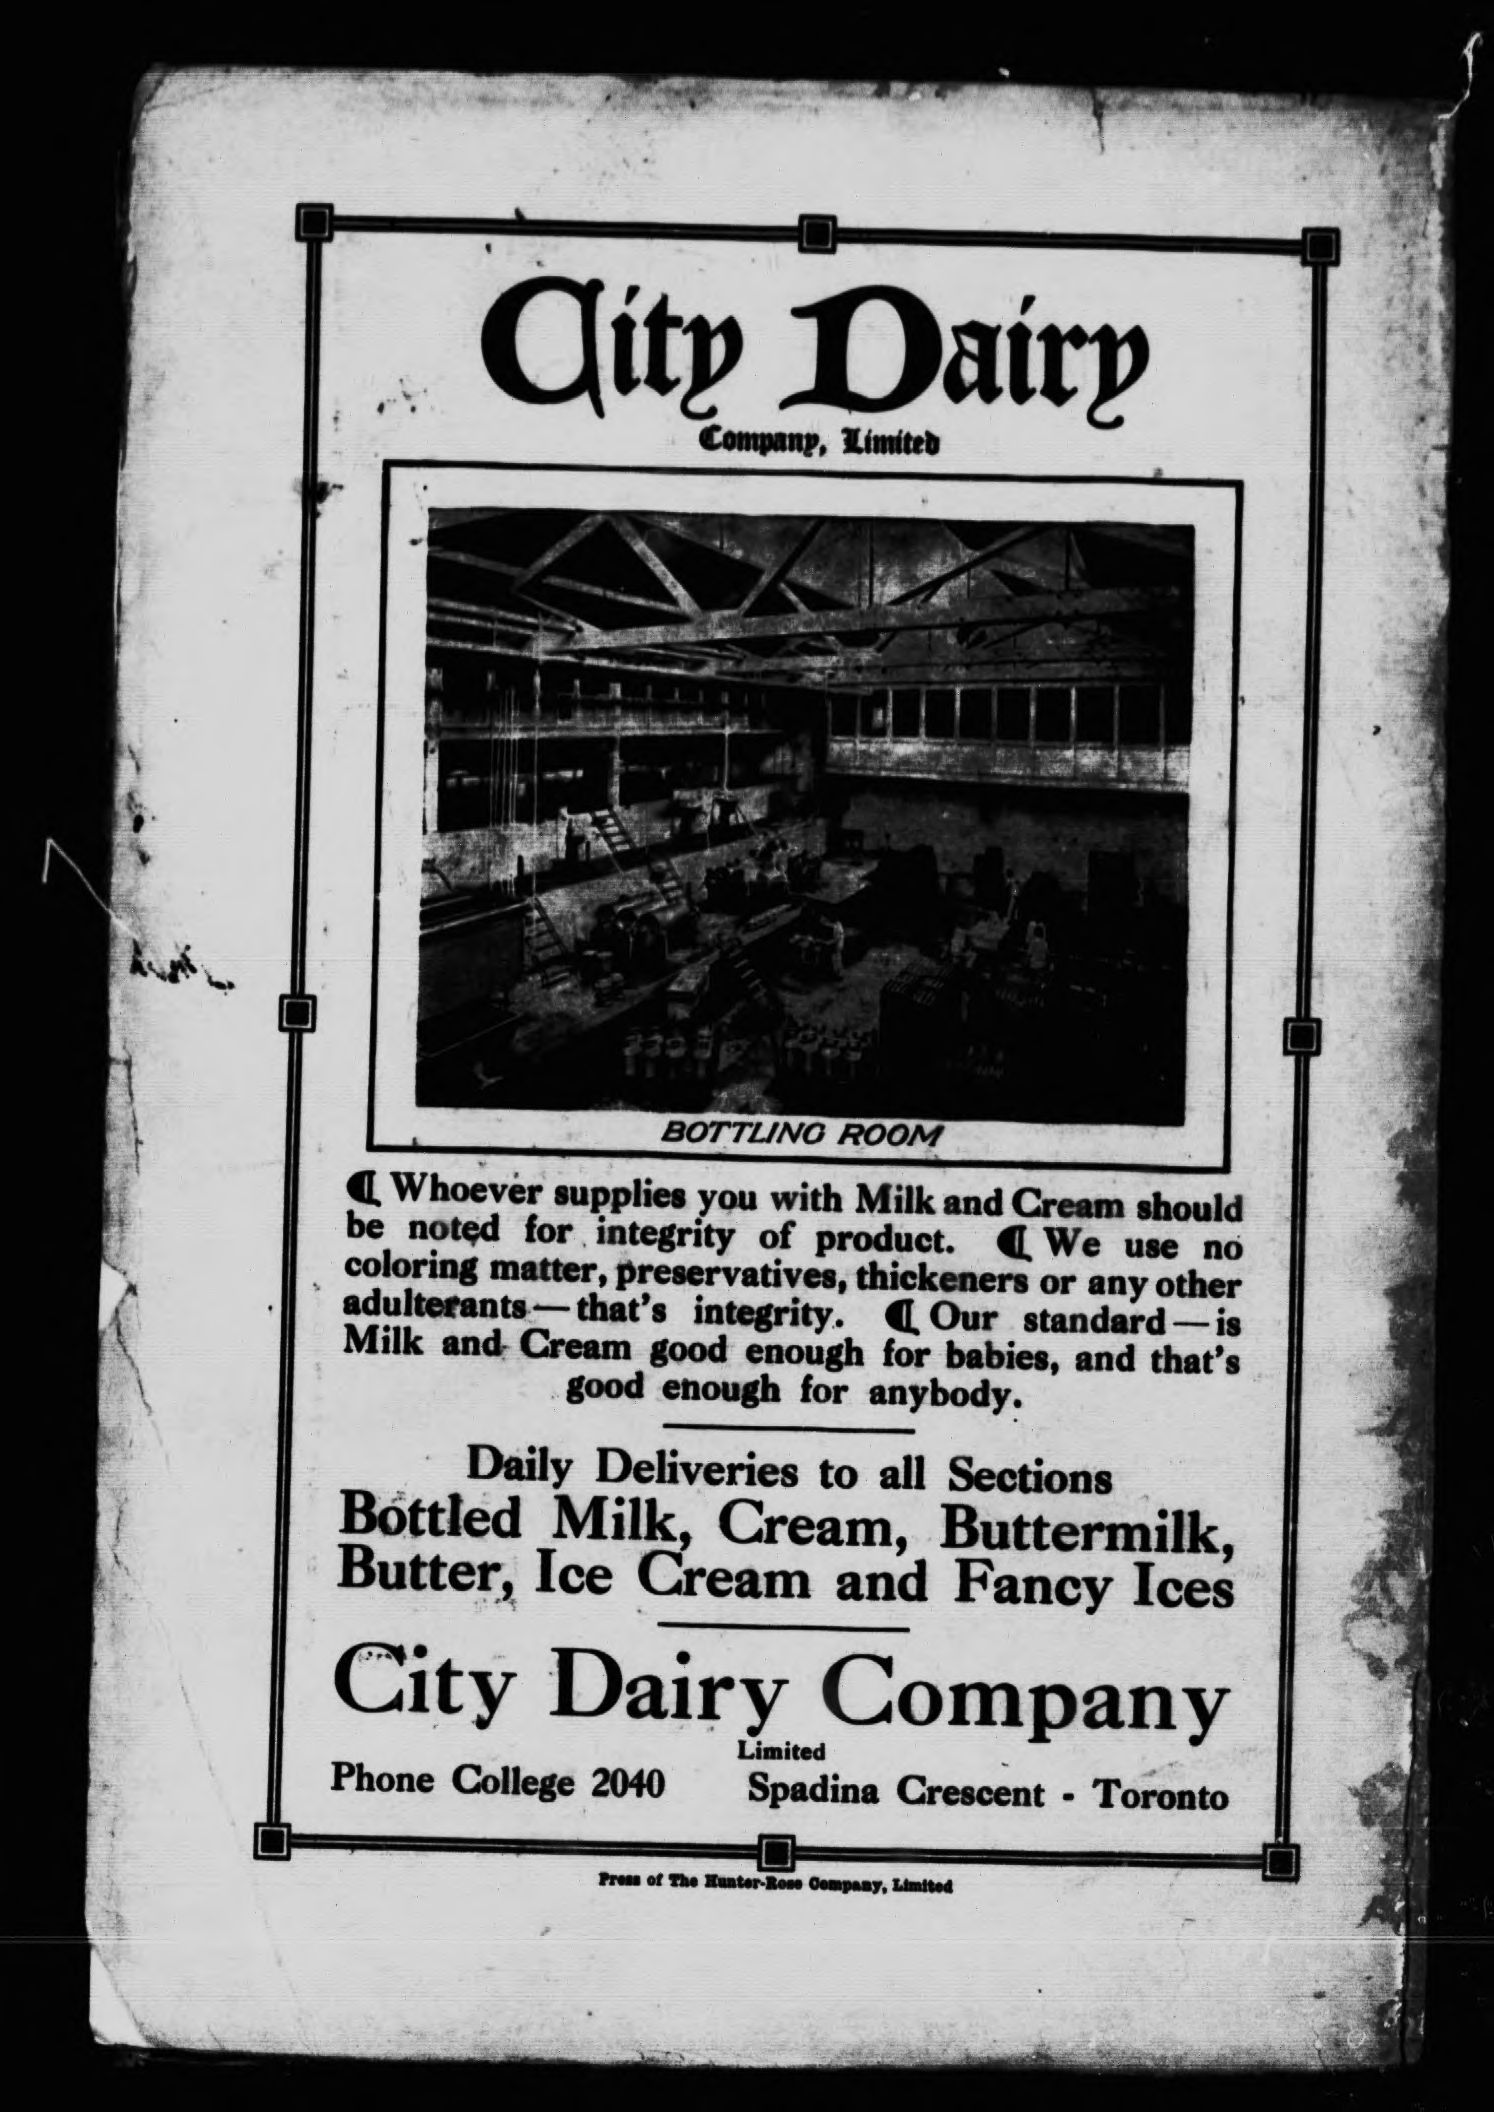 City Dairy
Company, Limited
BOTTLING ROOM
¶ Whoever supplies you with Milk and Cream should
be noted for integrity of product. ¶ We use no
coloring matter, preservatives, thickeners or any other
adulterants — that's integrity. ¶ Our standard — is
Milk and Cream good enough for babies, and that's
good enough for anybody.
Daily Deliveries to all Sections
Bottled Milk, Cream, Buttermilk,
Butter, Ice Cream and Fancy Ices
City Dairy Company
Limited
Phone College 2040 Spadina Crescent - Toronto
Press of The Hunter-Rose Company, Limited